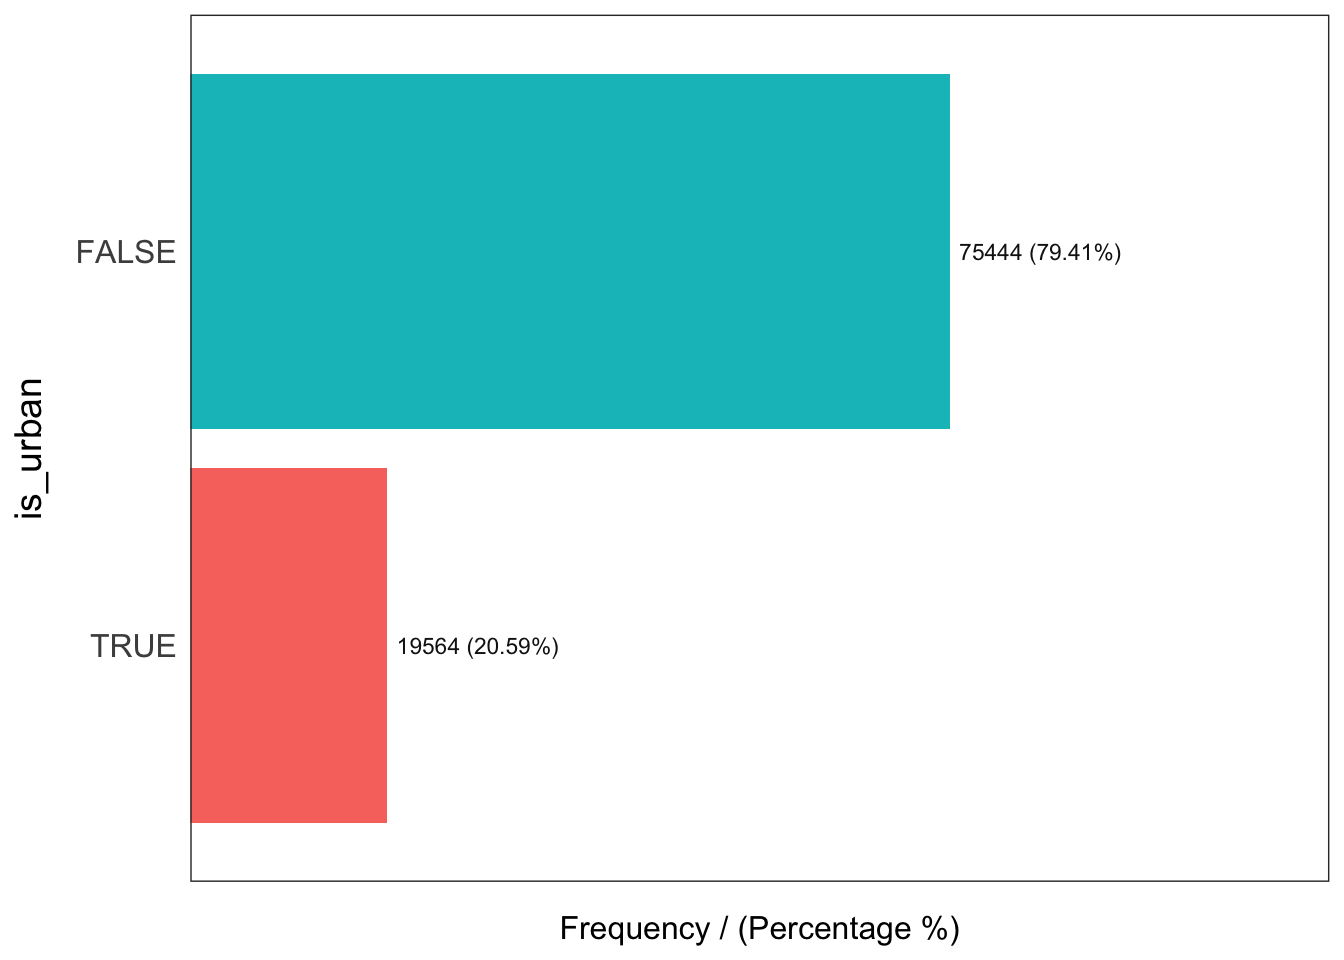 is_urban
FALSE
75444 (79.41%)
TRUE
19564 (20.59%)
Frequency / (Percentage %)